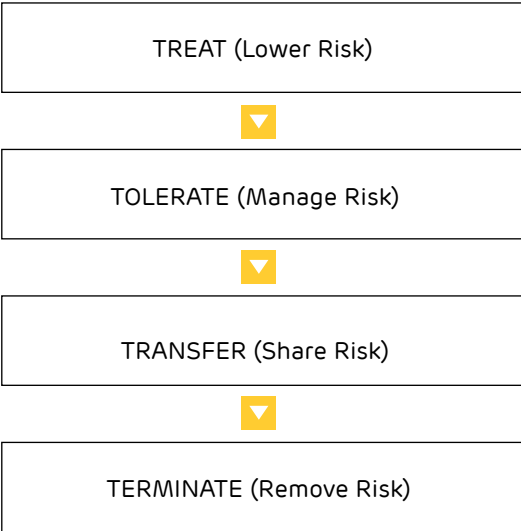 TREAT (Lower Risk)
TOLERATE (Manage Risk)
TRANSFER (Share Risk)
TERMINATE (Remove Risk)